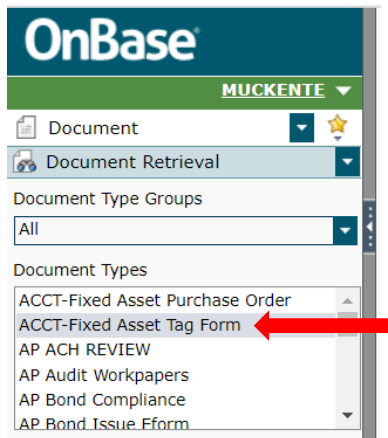 OnBase
MUCKENTE
Document
Document Retrieval
Document Type Groups
All
Document Types
ACCT-Fixed Asset Purchase Order
ACCT-Fixed Asset Tag Form
AP ACH REVIEW
AP Audit Workpapers
AP Bond Compliance
AP Bond Issue Eform